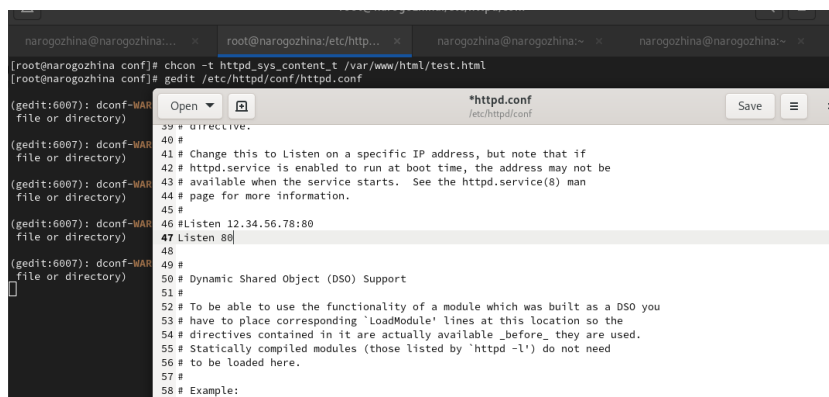 narogozhina@narogozhina:... × root@narogozhina:/etc/http... × narogozhina@narogozhina:~ × narogozhina@narogozhina:~ ×
[root@narogozhina conf]# chcon -t httpd_sys_content_t /var/www/html/test.html
[root@narogozhina conf]# gedit /etc/httpd/conf/httpd.conf
(gedit:6007): dconf-WAR
file or directory)
(gedit:6007): dconf-WAR
file or directory)
(gedit:6007): dconf-WAR
file or directory)
(gedit:6007): dconf-WAR
file or directory)
(gedit:6007): dconf-WAR
file or directory)
Open
*httpd.conf
/etc/httpd/conf
Save
39 # directive.
40 #
41 # Change this to Listen on a specific IP address, but note that if
42 # httpd.service is enabled to run at boot time, the address may not be
43 # available when the service starts.  See the httpd.service(8) man
44 # page for more information.
45 #
46 #Listen 12.34.56.78:80
47 Listen 80
48
49 #
50 # Dynamic Shared Object (DSO) Support
51 #
52 # To be able to use the functionality of a module which was built as a DSO you
53 # have to place corresponding `LoadModule' lines at this location so the
54 # directives contained in it are actually available _before_ they are used.
55 # Statically compiled modules (those listed by `httpd -l') do not need
56 # to be loaded here.
57 #
58 # Example: